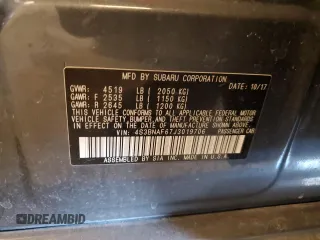 MFD. BY SUBARU CORPORATION
DATE: 10/17
GVWR: 4519 LB ( 2050 KG)
GAWR: F 2535 LB ( 1150 KG)
GAWR: R 2645 LB ( 1200 KG)
THIS VEHICLE CONFORMS TO ALL APPLICABLE FEDERAL MOTOR
VEHICLE SAFETY, BUMPER, AND THEFT PREVENTION STANDARDS
IN EFFECT ON THE DATE OF MANUFACTURE SHOWN ABOVE.
VIN: 4S3BNAF67J3019706 PASSENGER CAR
ASSEMBLED BY SIA INC. MADE IN U.S.A.
DREAMBID